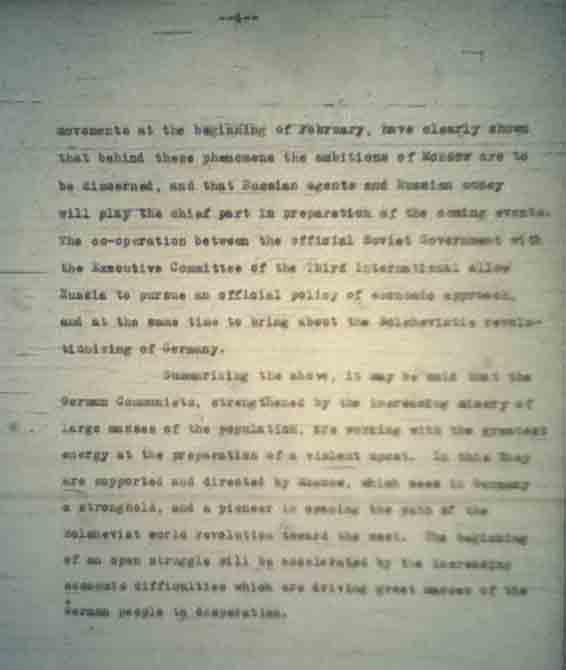 --4--
movements at the beginning of February, have clearly shown
that behind these phenomena the ambitions of Moscow are to
be discerned, and that Russian agents and Russian money
will play the chief part in preparation of the coming events.
The co-operation between the official Soviet Government with
the Executive Committee of the Third International allow
Russia to pursue an official policy of economic approach,
and at the same time to bring about the Bolshevistic revolu-
tionizing of Germany.
Summarizing the above, it may be said that the
German Communists, strengthened by the increasing misery of
large masses of the population, are working with the greatest
energy at the preparation of a violent upset. In this they
are supported and directed by Moscow, which sees in Germany
a stronghold, and a pioneer in opening the path of the
Bolshevist world revolution toward the west. The beginning
of an open struggle will be accelerated by the increasing
economic difficulties which are driving great masses of the
German people to desperation.